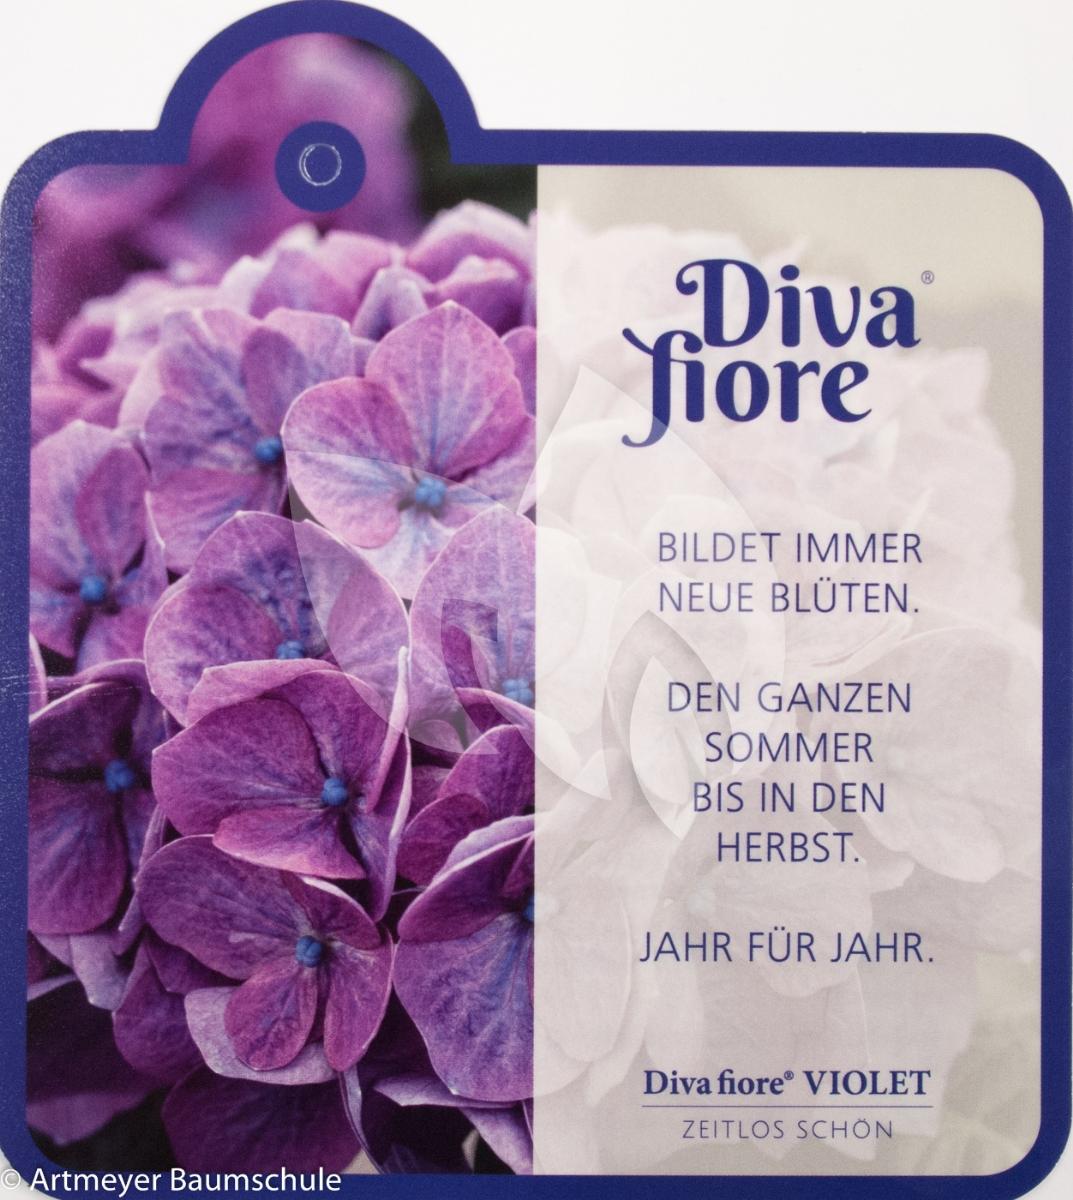 Diva®
fiore
BILDET IMMER
NEUE BLÜTEN.
DEN GANZEN
SOMMER
BIS IN DEN
HERBST.
JAHR FÜR JAHR.
Diva fiore® VIOLET
ZEITLOS SCHÖN
© Artmeyer Baumschule